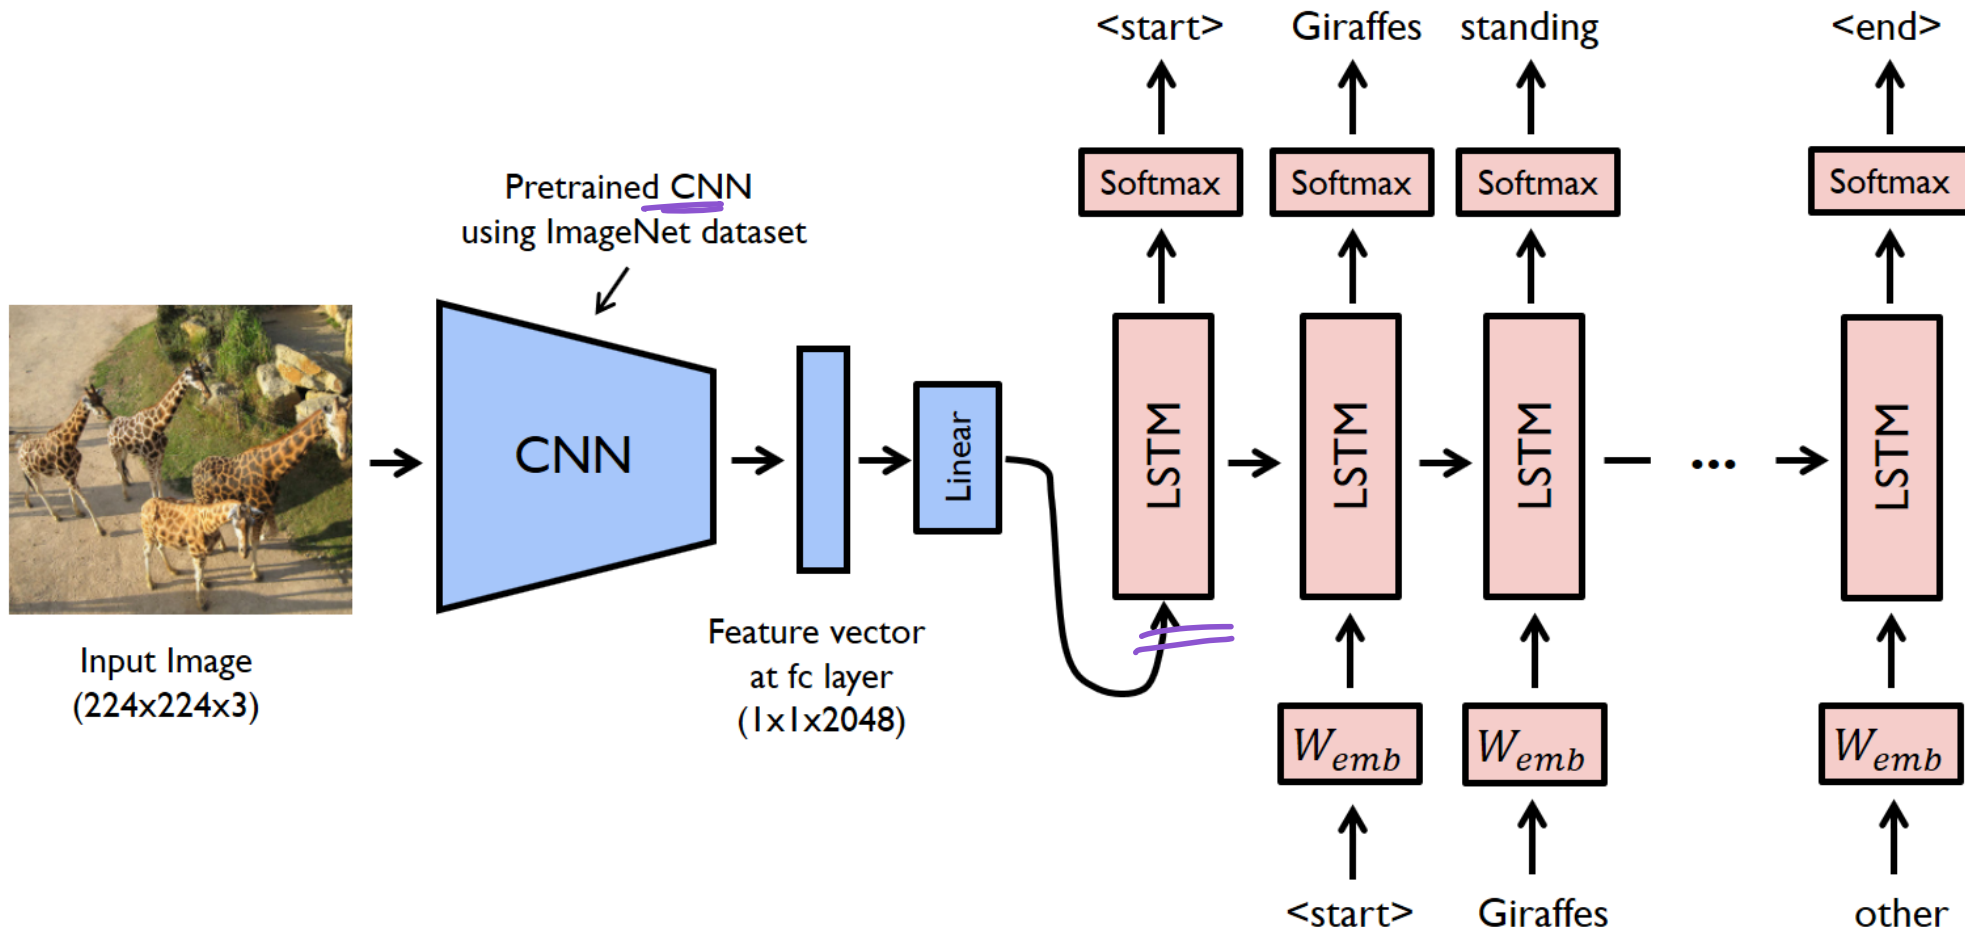 <start> Giraffes standing <end>
Softmax Softmax Softmax Softmax
Pretrained CNN
using ImageNet dataset
CNN
Linear
LSTM LSTM LSTM ... LSTM
Input Image
(224x224x3)
Feature vector
at fc layer
(1x1x2048)
W_emb W_emb W_emb
<start> Giraffes other